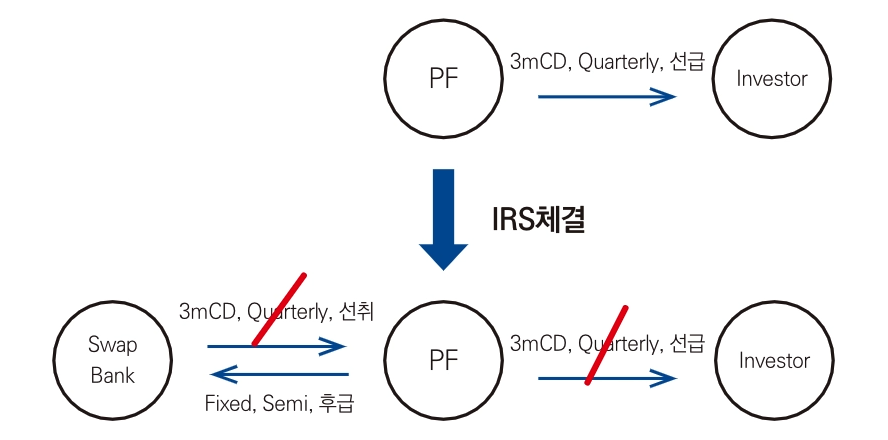 PF
3mCD, Quarterly, 선급
Investor
IRS체결
Swap
Bank
3mCD, Quarterly, 선취
Fixed, Semi, 후급
PF
3mCD, Quarterly, 선급
Investor